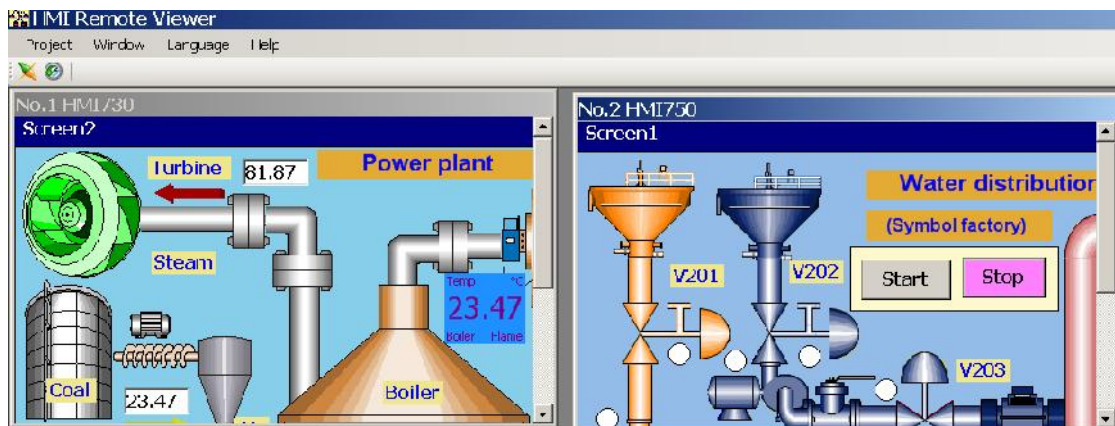 HMI Remote Viewer
Project Window Language Help
No.1 HMI730
Screen2
Turbine 81.87 Power plant
Steam
Temp °C
23.47
Boiler Flame
Coal
23.47
Boiler
No.2 HMI750
Screen1
Water distribution
(Symbol factory)
V201 V202
Start Stop
V203